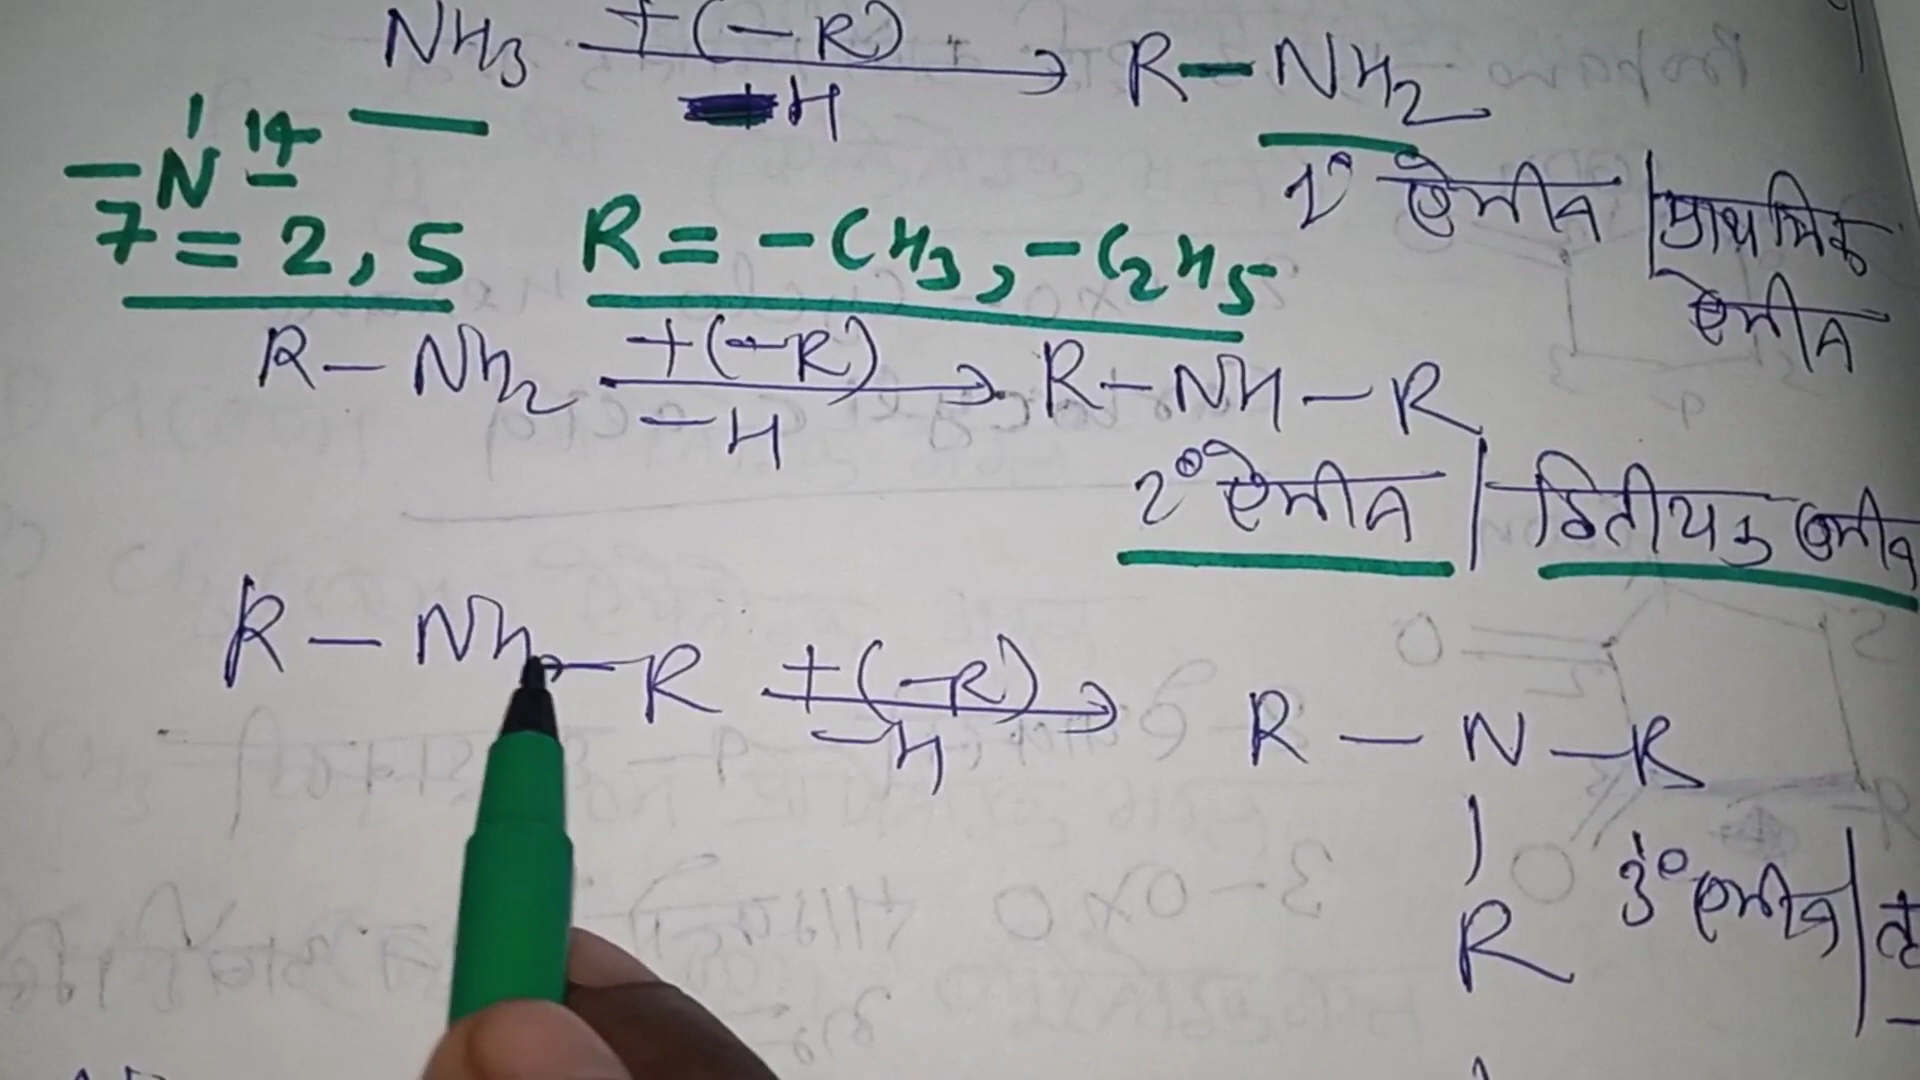 NH3 +(-R) -H → R-NH2
-N 14
1° ऐमीन | प्राथमिक
7 = 2, 5 R = -CH3, -C2H5
ऐमीन
R-NH2 +(-R) -H → R-NH-R
2° ऐमीन | द्वितीयक ऐमीन
R-NH-R +(-R) -H → R-N-R
|
R
3° ऐमीन |